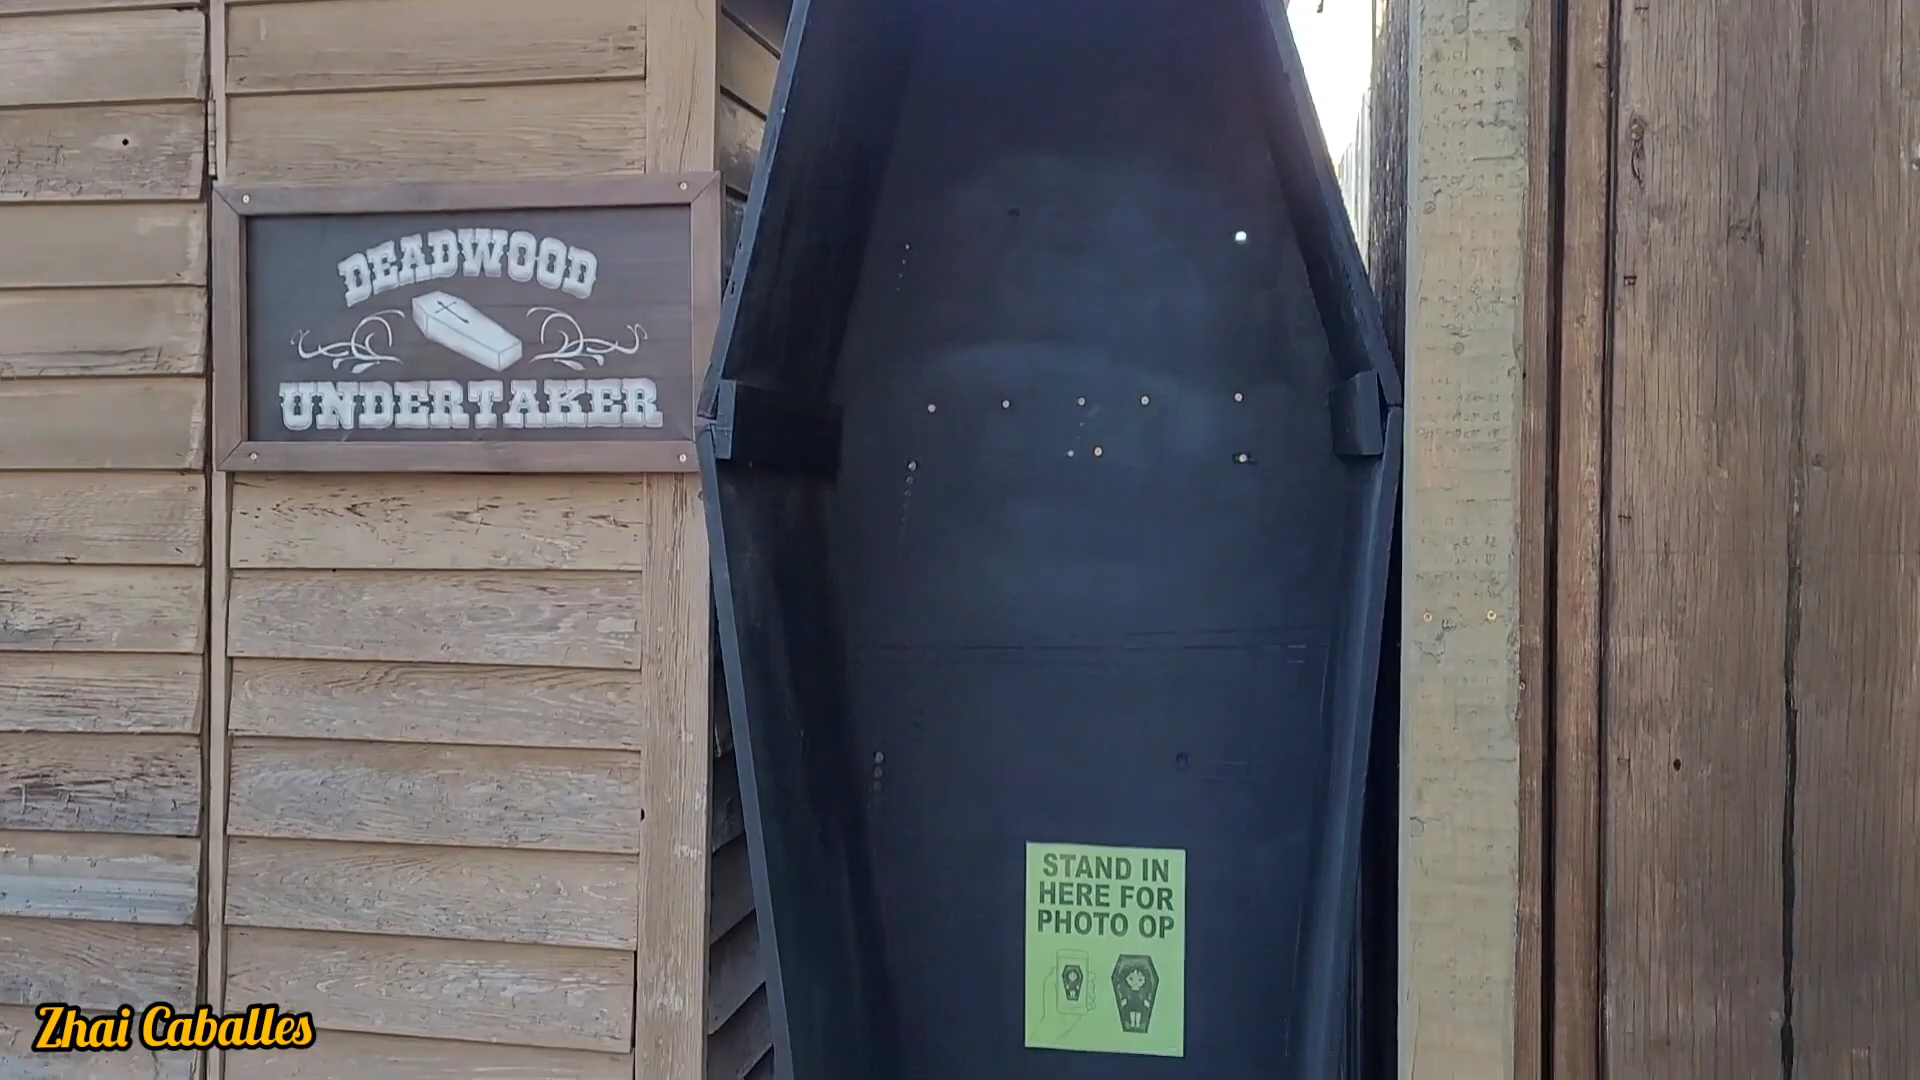 DEADWOOD
UNDERTAKER
STAND IN
HERE FOR
PHOTO OP
Zhai Caballes